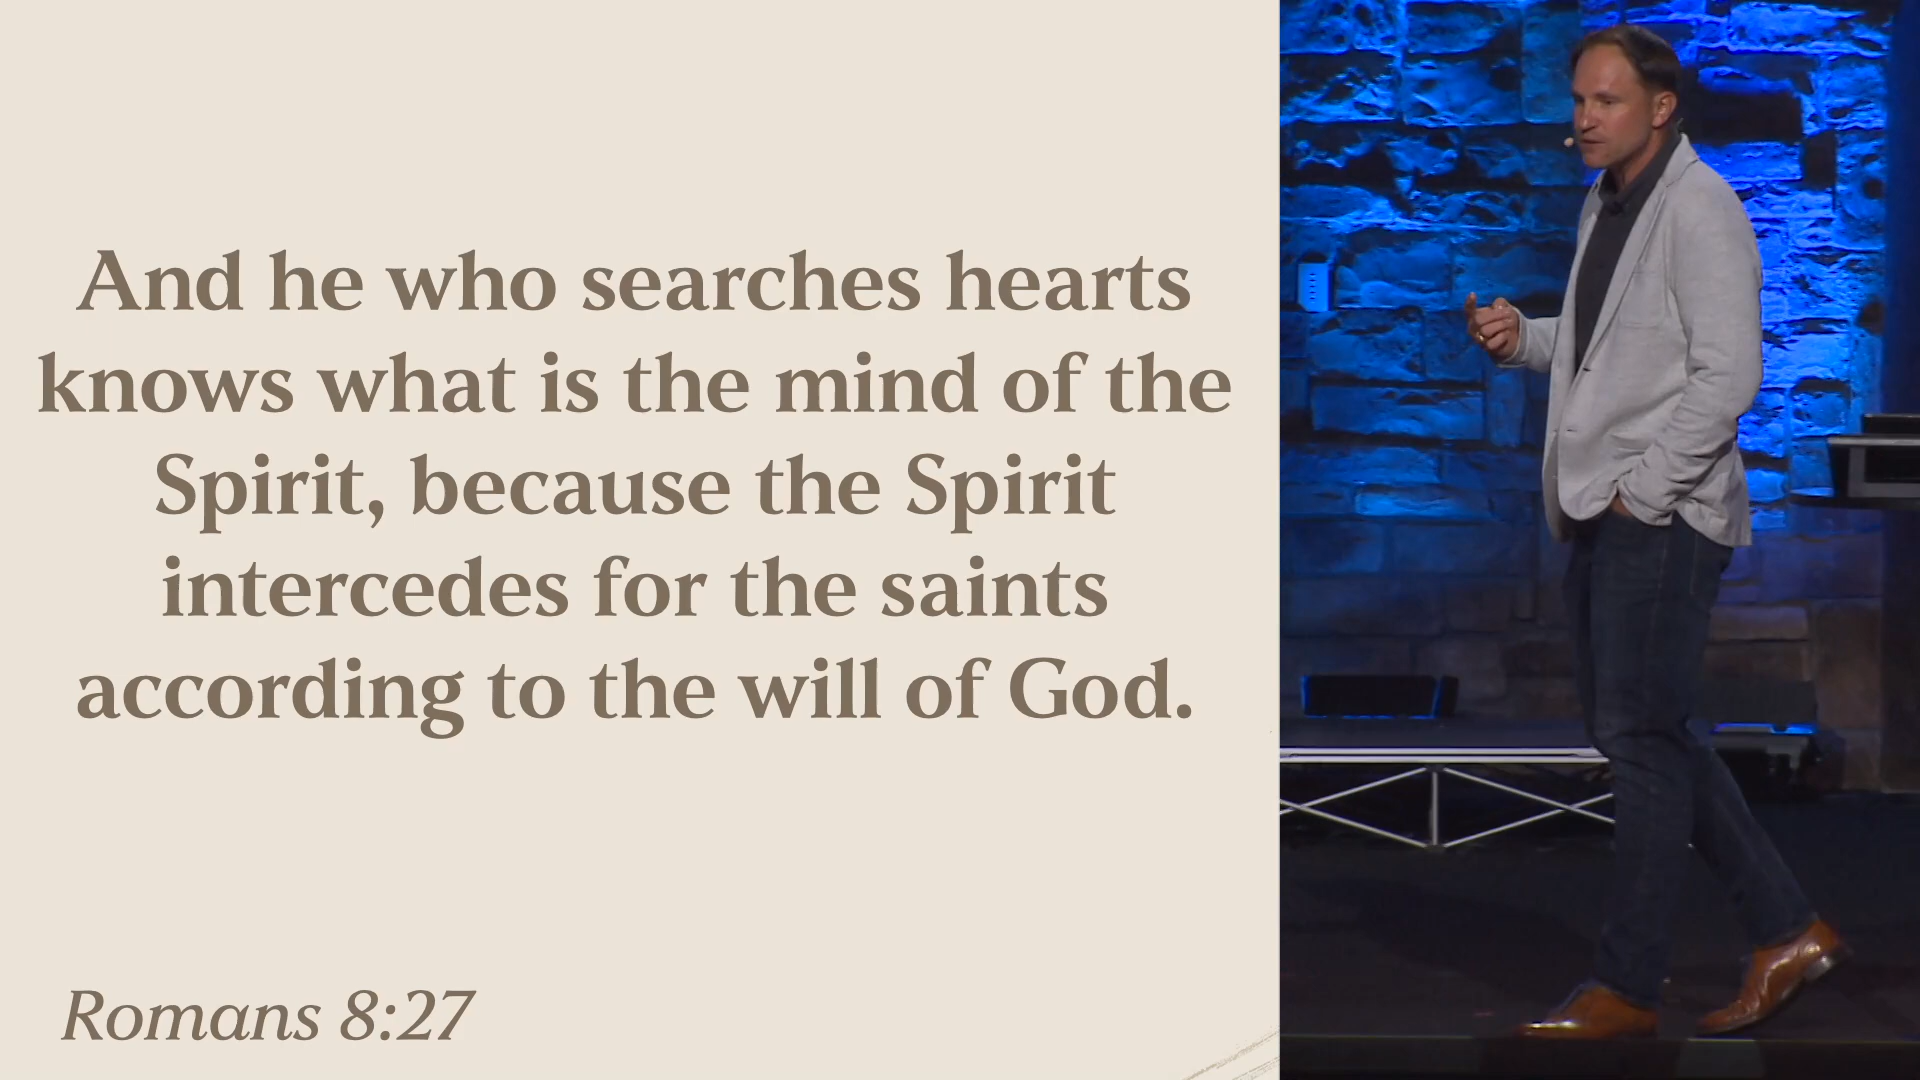 And he who searches hearts
knows what is the mind of the
Spirit, because the Spirit
intercedes for the saints
according to the will of God.
Romans 8:27